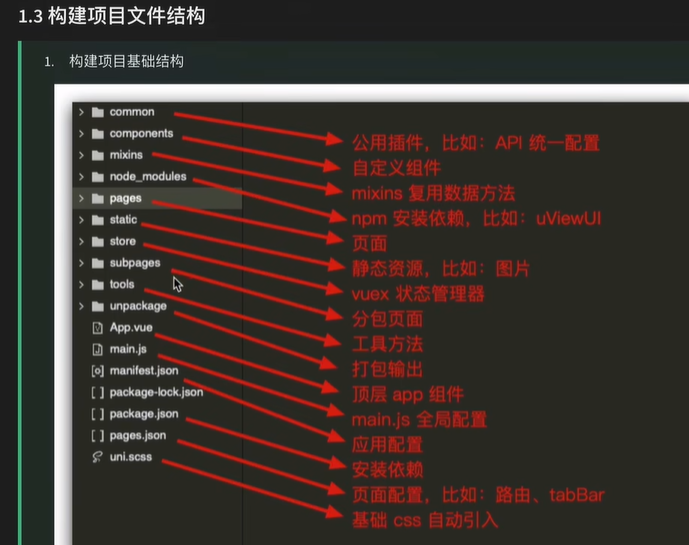 1.3 构建项目文件结构
1. 构建项目基础结构
common
components
mixins
node_modules
pages
static
store
subpages
tools
unpackage
App.vue
main.js
manifest.json
package-lock.json
package.json
pages.json
uni.scss
公用插件，比如：API 统一配置
自定义组件
mixins 复用数据方法
npm 安装依赖，比如：uViewUI
页面
静态资源，比如：图片
vuex 状态管理器
分包页面
工具方法
打包输出
顶层 app 组件
main.js 全局配置
应用配置
安装依赖
页面配置，比如：路由、tabBar
基础 css 自动引入